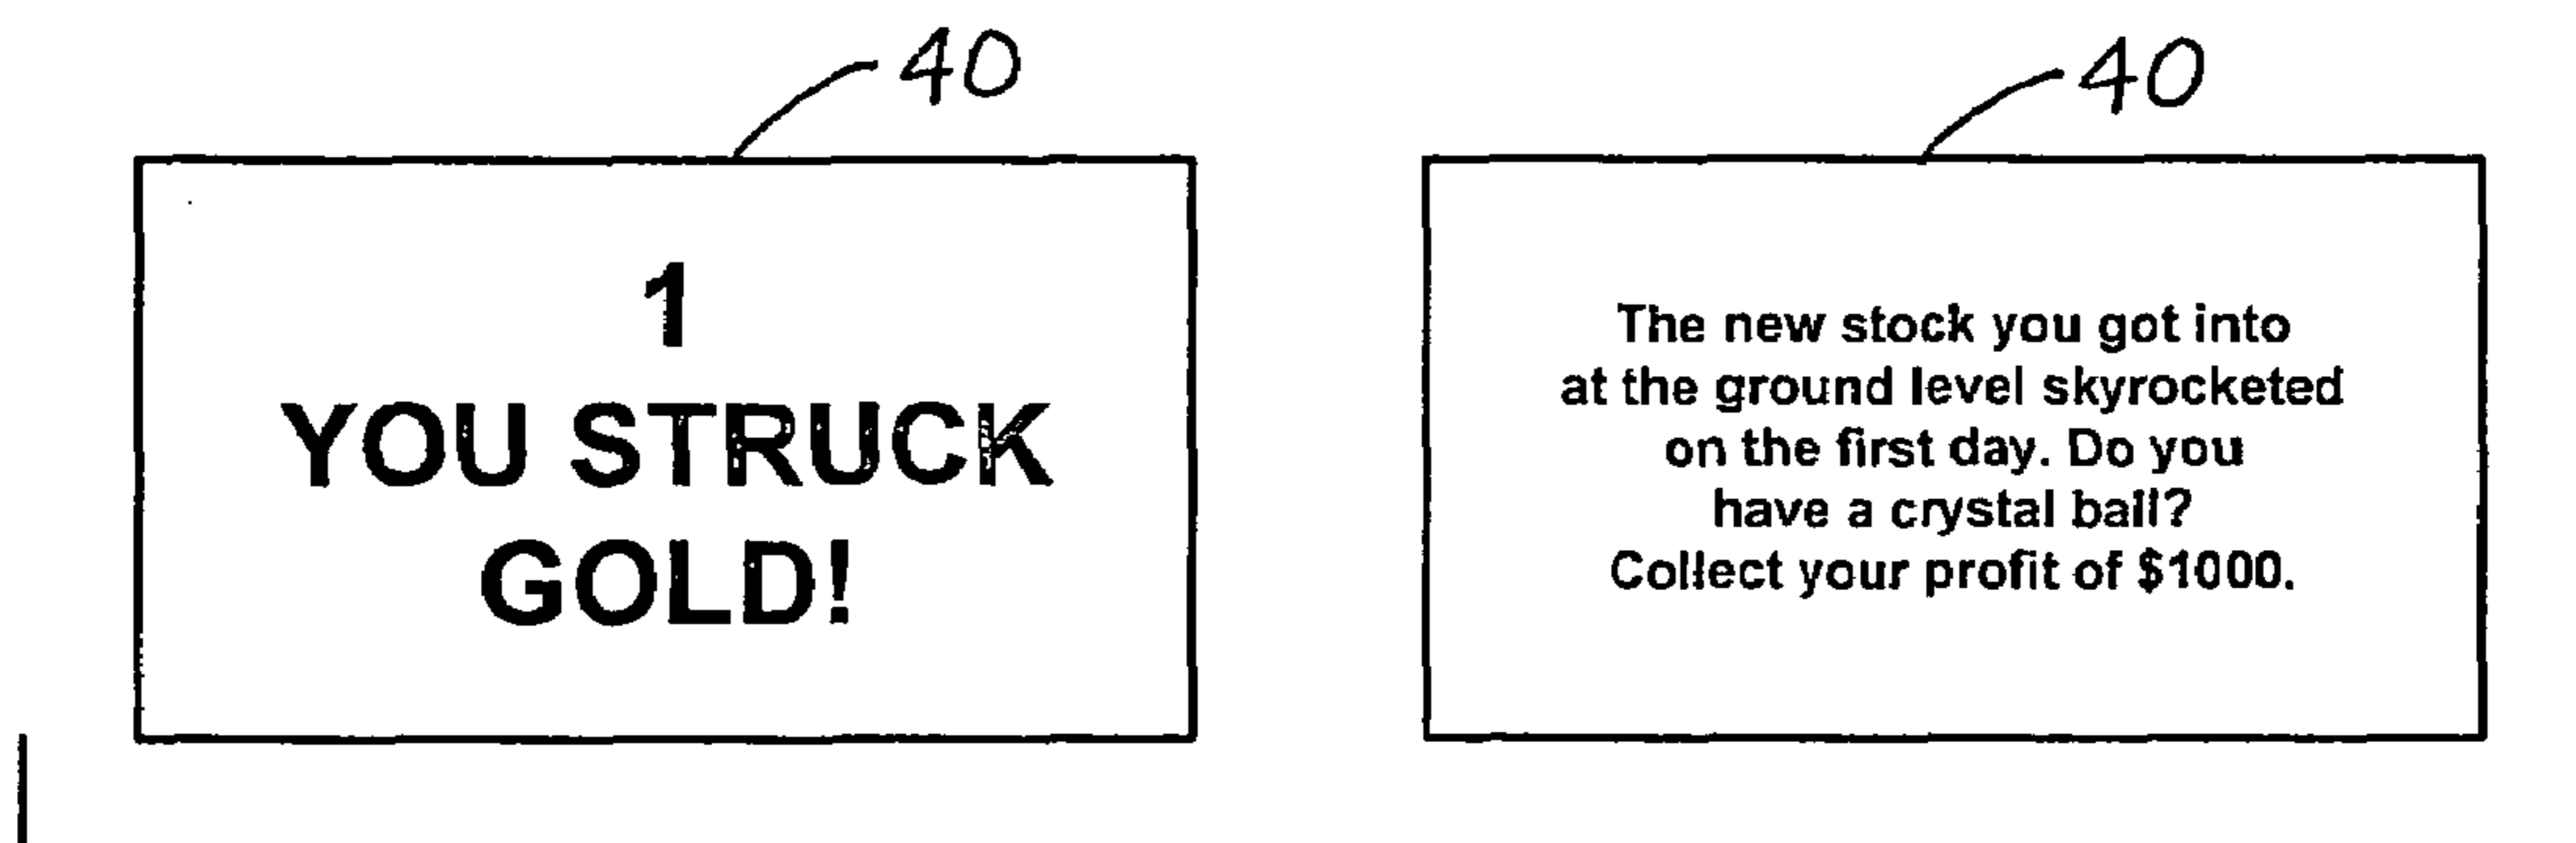 40
40
1
YOU STRUCK
GOLD!
The new stock you got into
at the ground level skyrocketed
on the first day. Do you
have a crystal ball?
Collect your profit of $1000.